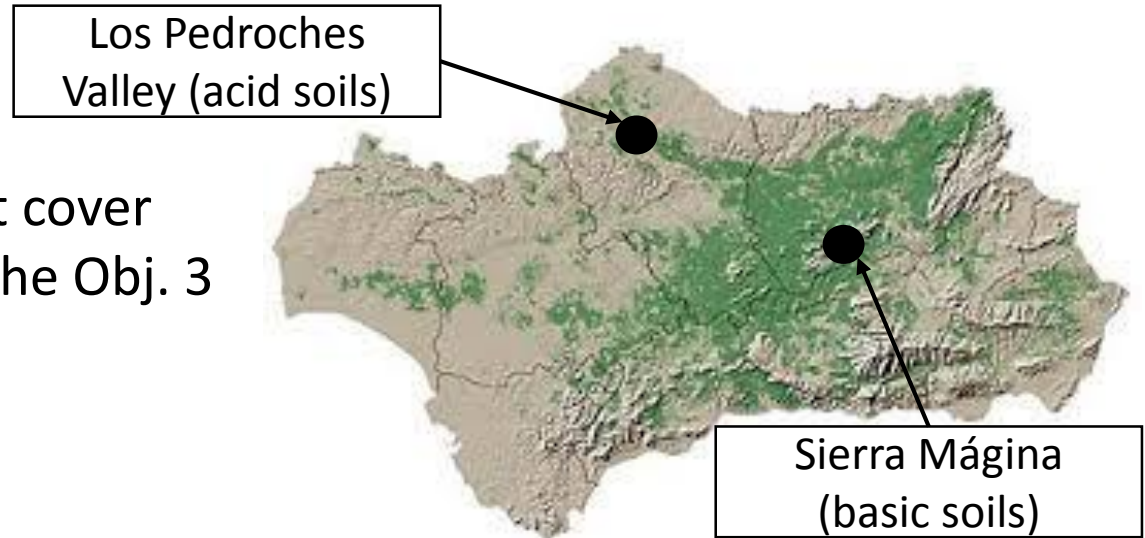 Los Pedroches
Valley (acid soils)
t cover
he Obj. 3
Sierra Mágina
(basic soils)